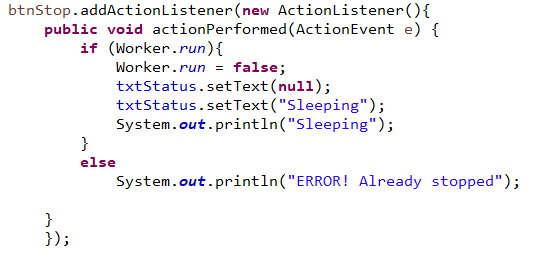 btnStop.addActionListener(new ActionListener(){
    public void actionPerformed(ActionEvent e) {
        if (Worker.run){
            Worker.run = false;
            txtStatus.setText(null);
            txtStatus.setText("Sleeping");
            System.out.println("Sleeping");
        }
        else
            System.out.println("ERROR! Already stopped");
    }
    });